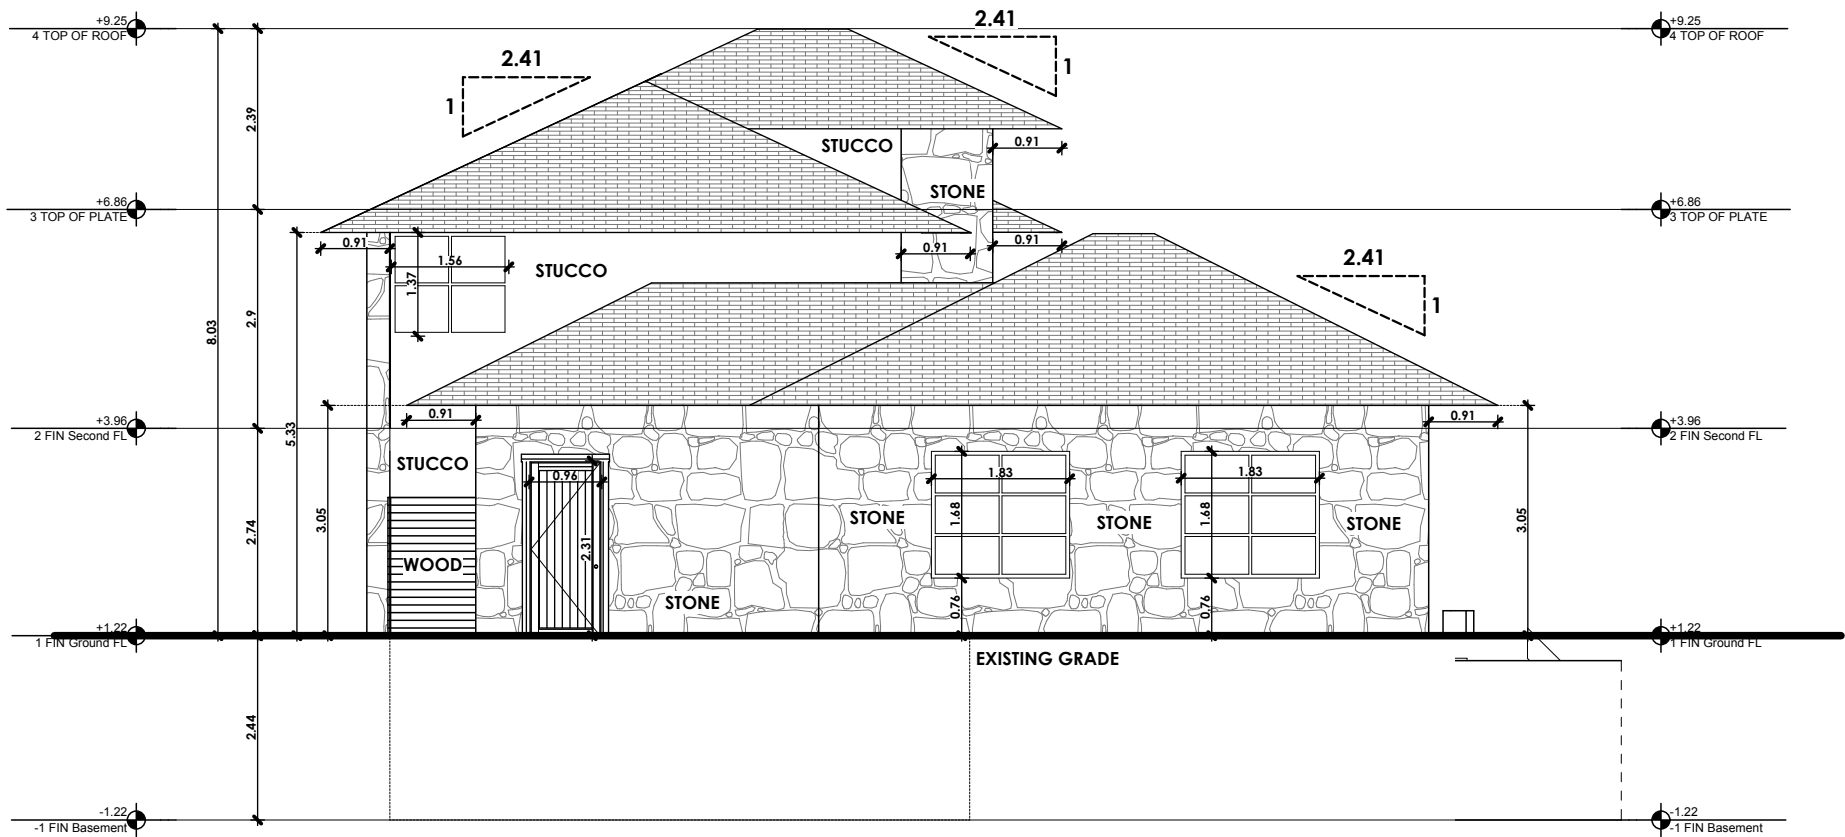 +9.25
4 TOP OF ROOF
2.41
2.41
+9.25
4 TOP OF ROOF
1
1
2.39
STUCCO
0.91
STONE
+6.86
3 TOP OF PLATE
+6.86
3 TOP OF PLATE
0.91
0.91
0.91
1.56
STUCCO
2.41
1.37
1
2.9
8.03
0.91
0.91
+3.96
2 FIN Second FL
+3.96
2 FIN Second FL
5.33
STUCCO
0.96
1.83
1.83
3.05
2.74
1.68
1.68
3.05
STONE
STONE
STONE
2.31
WOOD
STONE
0.76
0.76
+1.22
1 FIN Ground FL
+1.22
1 FIN Ground FL
EXISTING GRADE
2.44
-1.22
-1 FIN Basement
-1.22
-1 FIN Basement